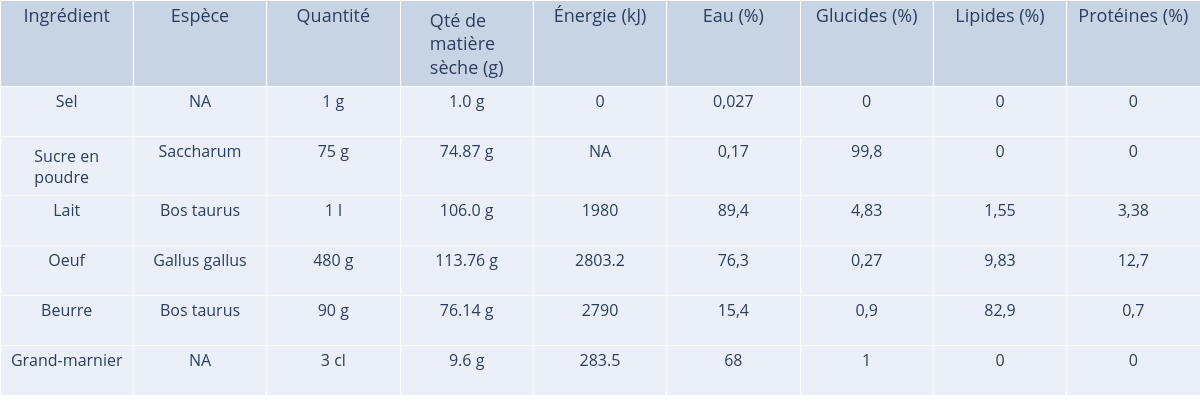 Ingrédient Espèce Quantité Qté de matière sèche (g) Énergie (kJ) Eau (%) Glucides (%) Lipides (%) Protéines (%)
Sel NA 1 g 1.0 g 0 0,027 0 0 0
Sucre en poudre Saccharum 75 g 74.87 g NA 0,17 99,8 0 0
Lait Bos taurus 1 l 106.0 g 1980 89,4 4,83 1,55 3,38
Oeuf Gallus gallus 480 g 113.76 g 2803.2 76,3 0,27 9,83 12,7
Beurre Bos taurus 90 g 76.14 g 2790 15,4 0,9 82,9 0,7
Grand-marnier NA 3 cl 9.6 g 283.5 68 1 0 0